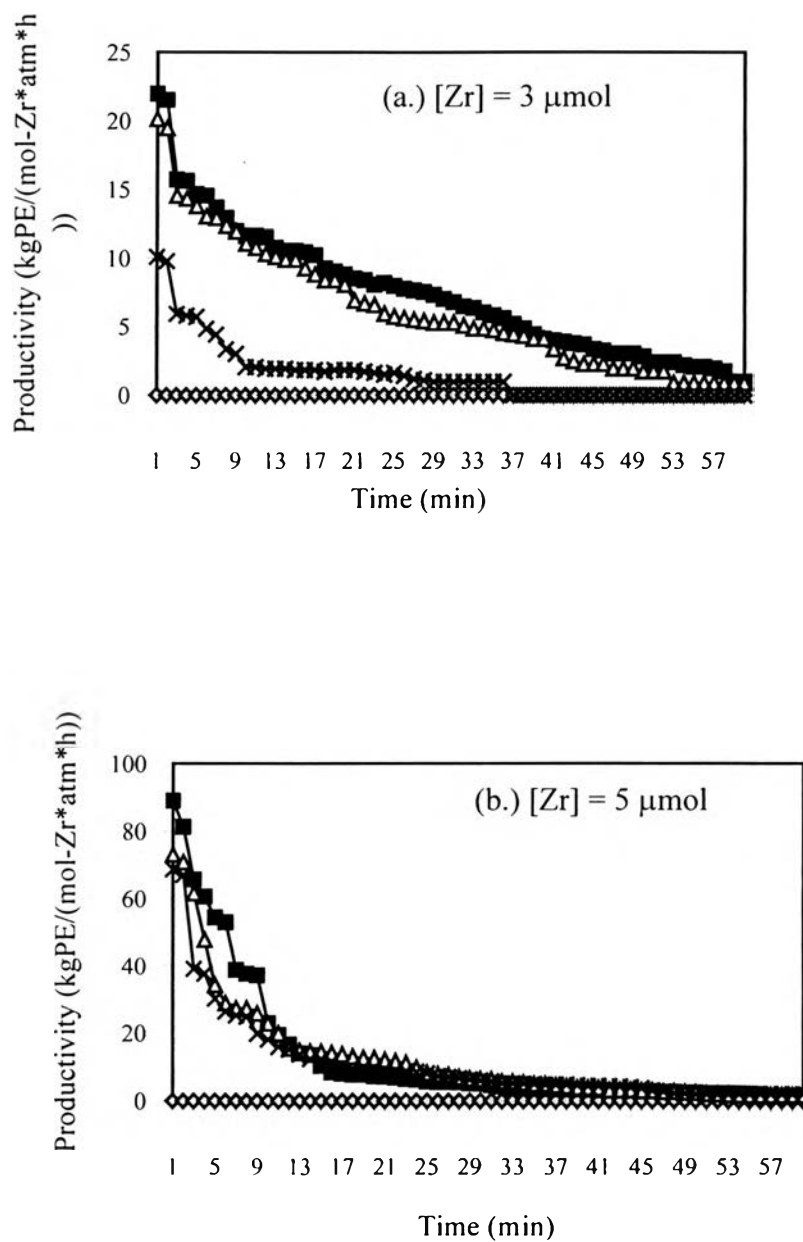 Productivity (kgPE/(mol-Zr*atm*h
))
25
20
15
10
5
0
(a.) [Zr] = 3 μmol
1 5 9 13 17 21 25 29 33 37 41 45 49 53 57
Time (min)
Productivity (kgPE/(mol-Zr*atm*h))
100
80
60
40
20
0
(b.) [Zr] = 5 μmol
1 5 9 13 17 21 25 29 33 37 41 45 49 53 57
Time (min)